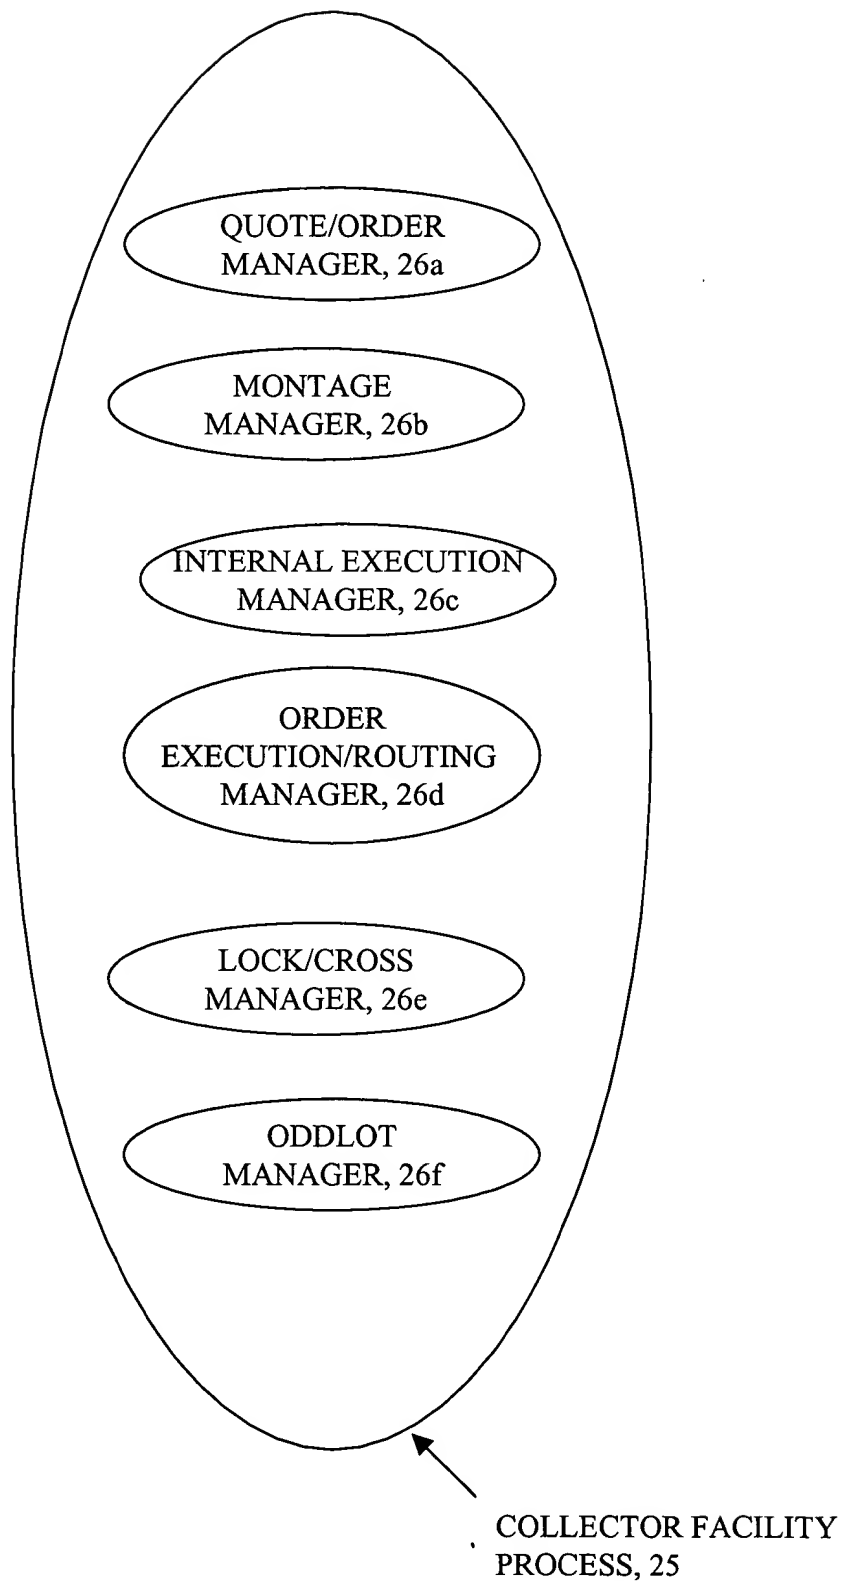 QUOTE/ORDER
MANAGER, 26a
MONTAGE
MANAGER, 26b
INTERNAL EXECUTION
MANAGER, 26c
ORDER
EXECUTION/ROUTING
MANAGER, 26d
LOCK/CROSS
MANAGER, 26e
ODDLOT
MANAGER, 26f
COLLECTOR FACILITY
PROCESS, 25